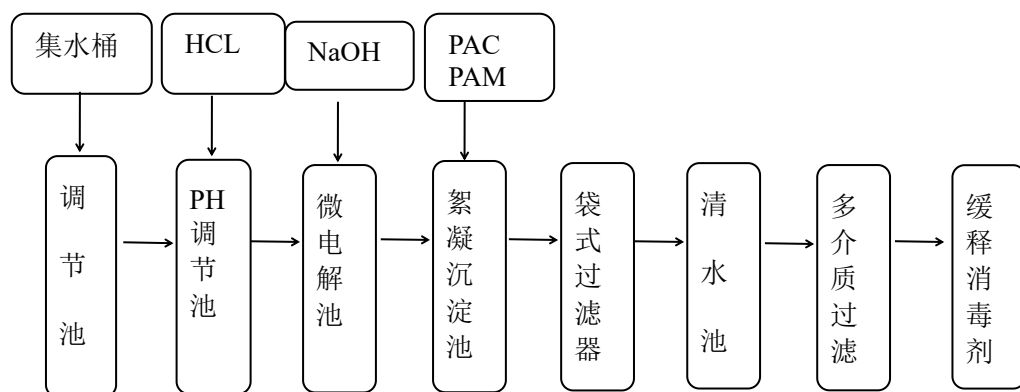 集水桶
HCL
NaOH
PAC
PAM
调节池
PH
调节池
微电解池
絮凝沉淀池
袋式过滤器
清水池
多介质过滤
缓释消毒剂